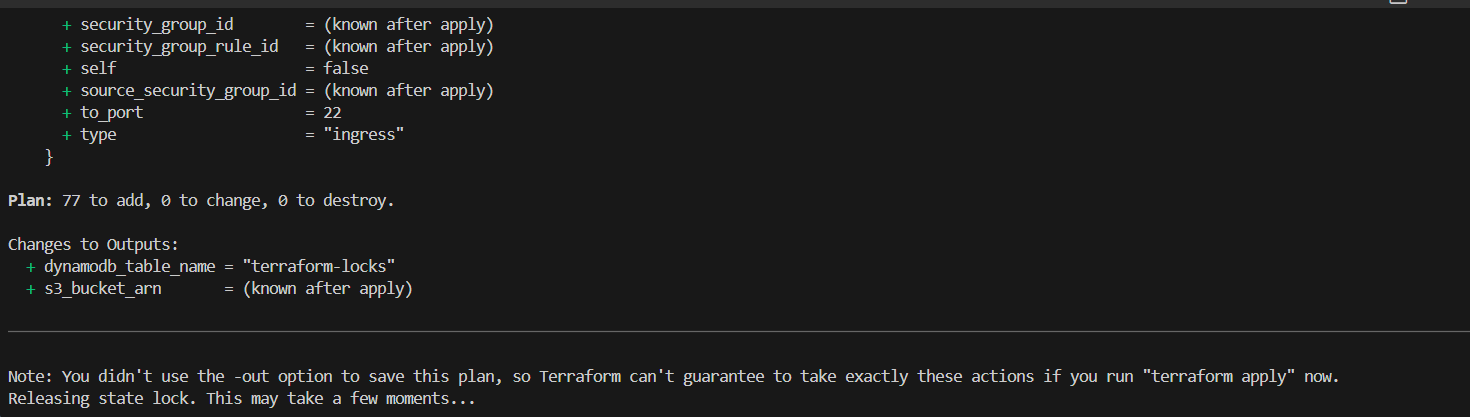 + security_group_id        = (known after apply)
      + security_group_rule_id   = (known after apply)
      + self                     = false
      + source_security_group_id = (known after apply)
      + to_port                  = 22
      + type                     = "ingress"
    }
Plan: 77 to add, 0 to change, 0 to destroy.
Changes to Outputs:
  + dynamodb_table_name = "terraform-locks"
  + s3_bucket_arn       = (known after apply)
Note: You didn't use the -out option to save this plan, so Terraform can't guarantee to take exactly these actions if you run "terraform apply" now.
Releasing state lock. This may take a few moments...